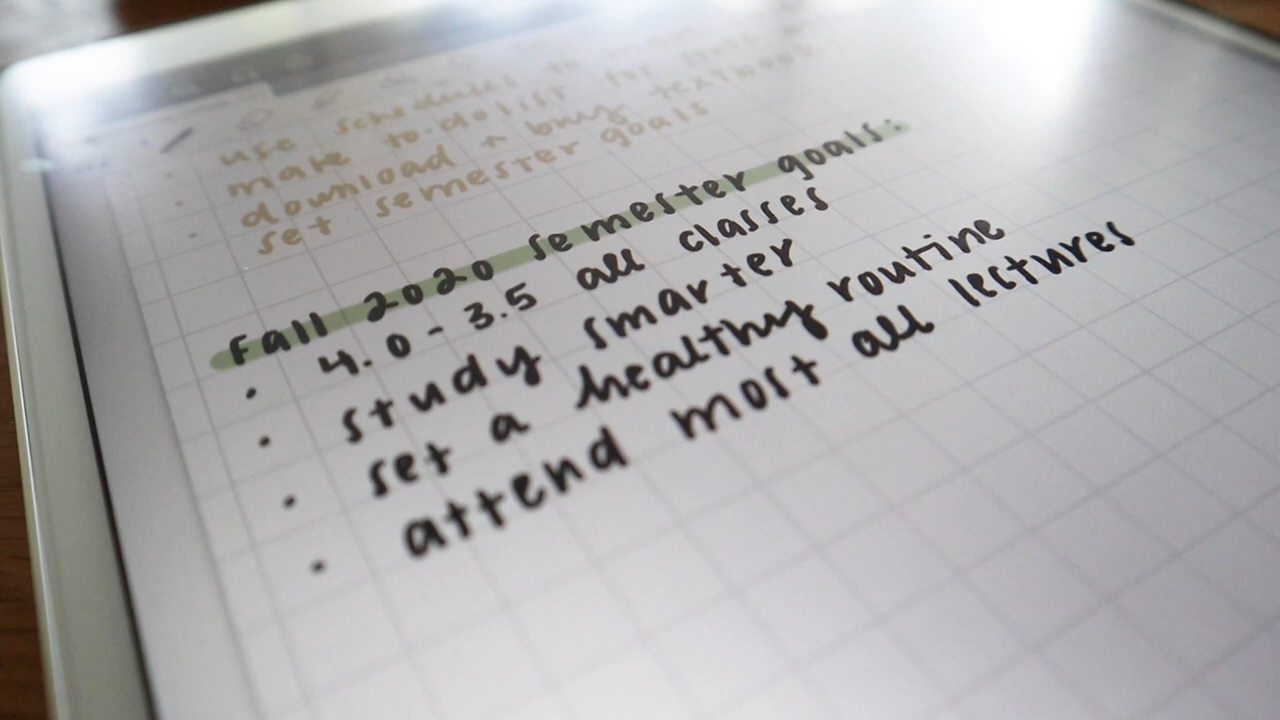 use schedule to
make to-do list for
download + buy textbook
set semester goals
Fall 2020 semester goals:
• 4.0 - 3.5 all classes
• study smarter
• set a healthy routine
• attend most all lectures